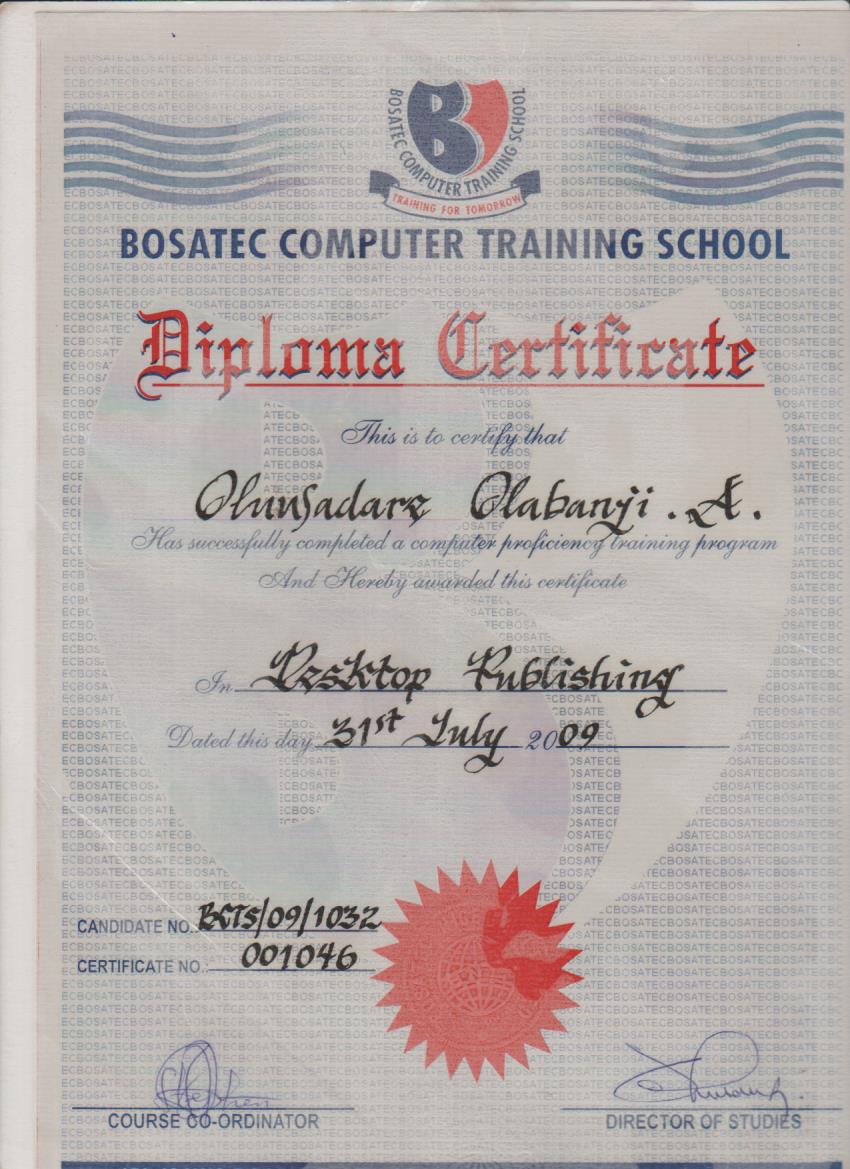 BOSATEC COMPUTER TRAINING SCHOOL
TRAINING FOR TOMORROW
BOSATEC COMPUTER TRAINING SCHOOL
Diploma Certificate
This is to certify that
Olabanji . A.
Has successfully completed a computer proficiency training program
And Hereby awarded this certificate
In Desktop Publishing
Dated this day 31st July 2009
CANDIDATE NO.: BCTS/09/1032
CERTIFICATE NO.: 001046
COURSE CO-ORDINATOR
DIRECTOR OF STUDIES